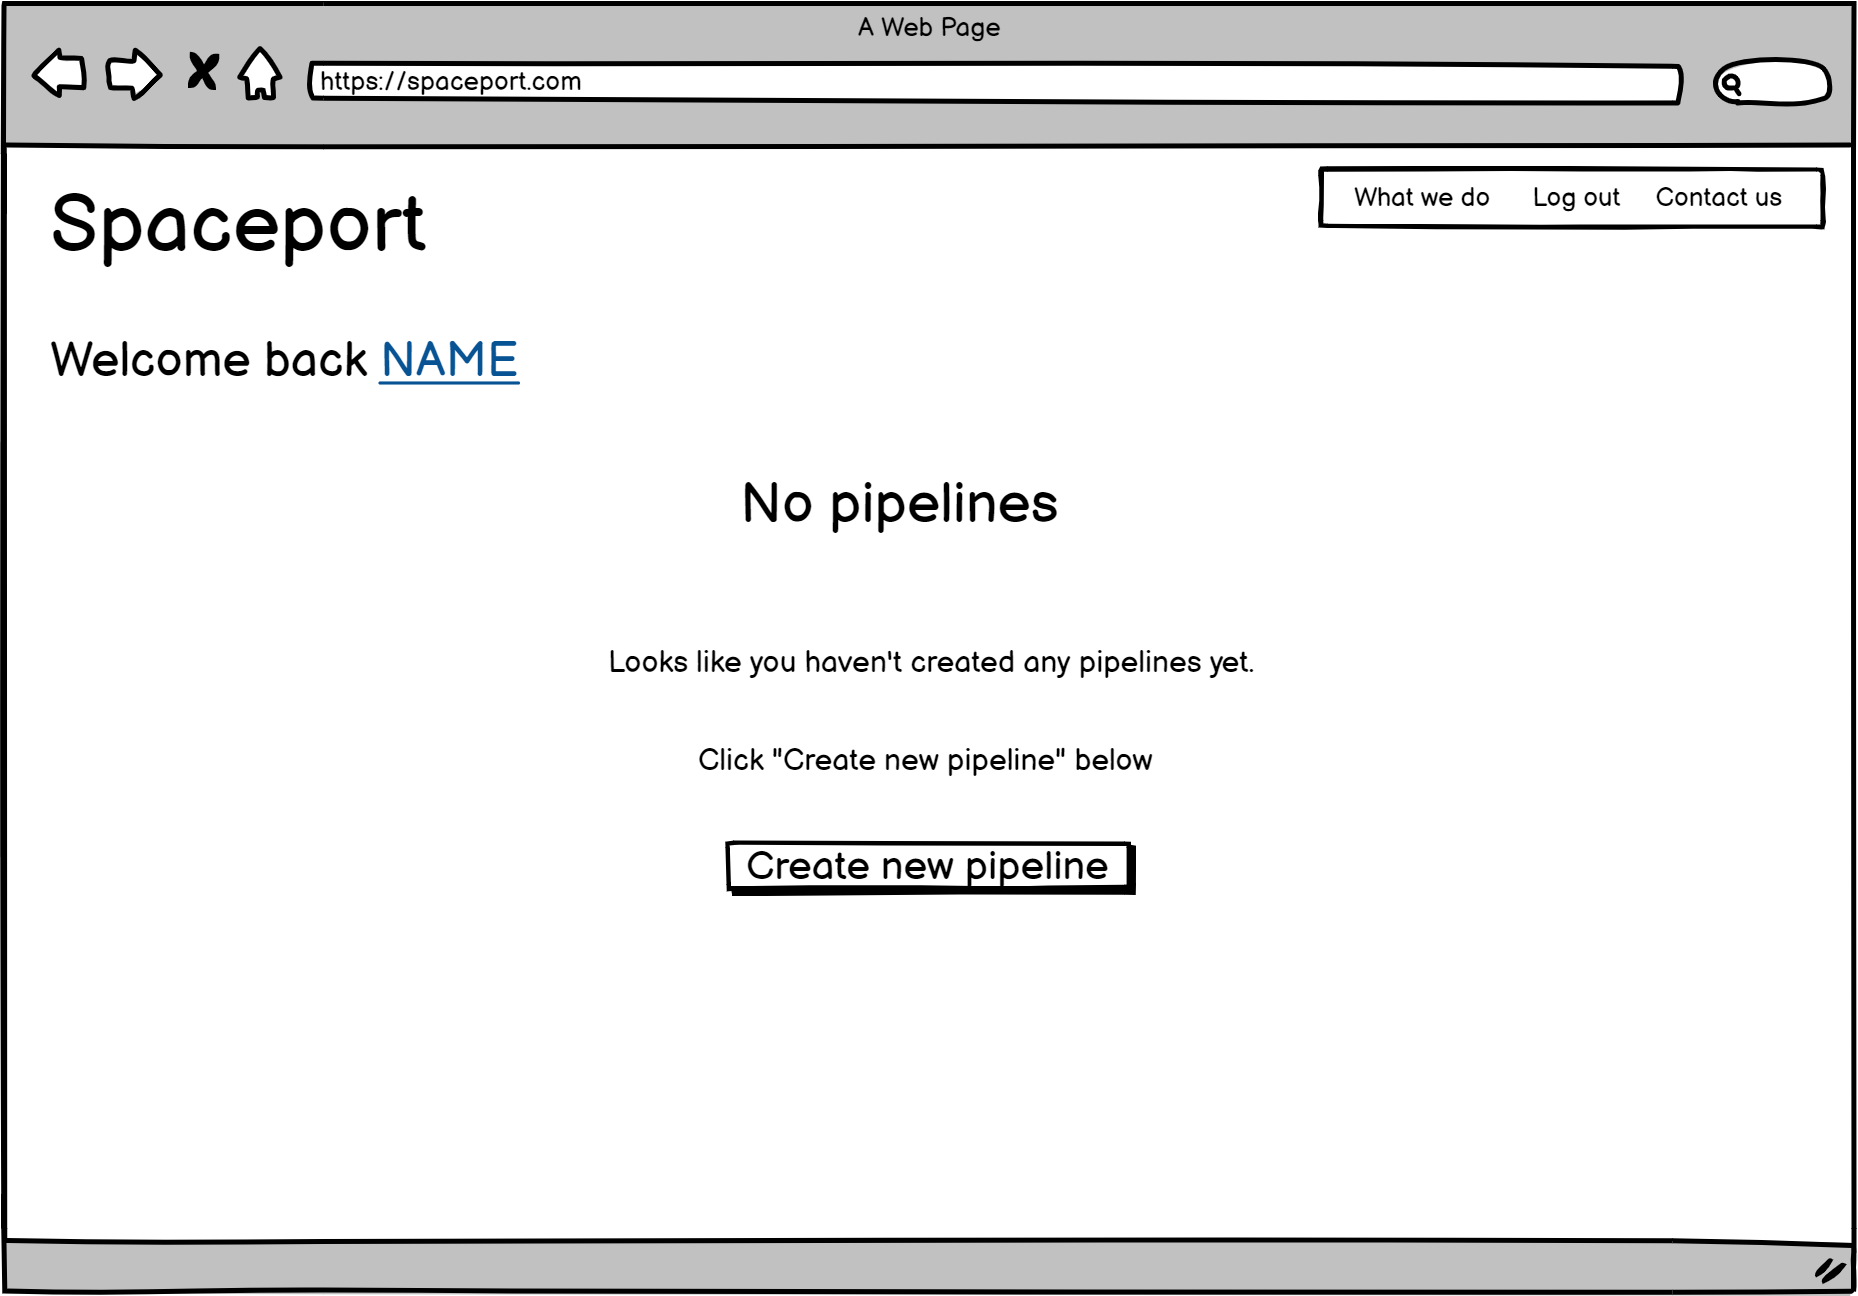 A Web Page
https://spaceport.com
What we do Log out Contact us
Spaceport
Welcome back NAME
No pipelines
Looks like you haven't created any pipelines yet.
Click "Create new pipeline" below
Create new pipeline